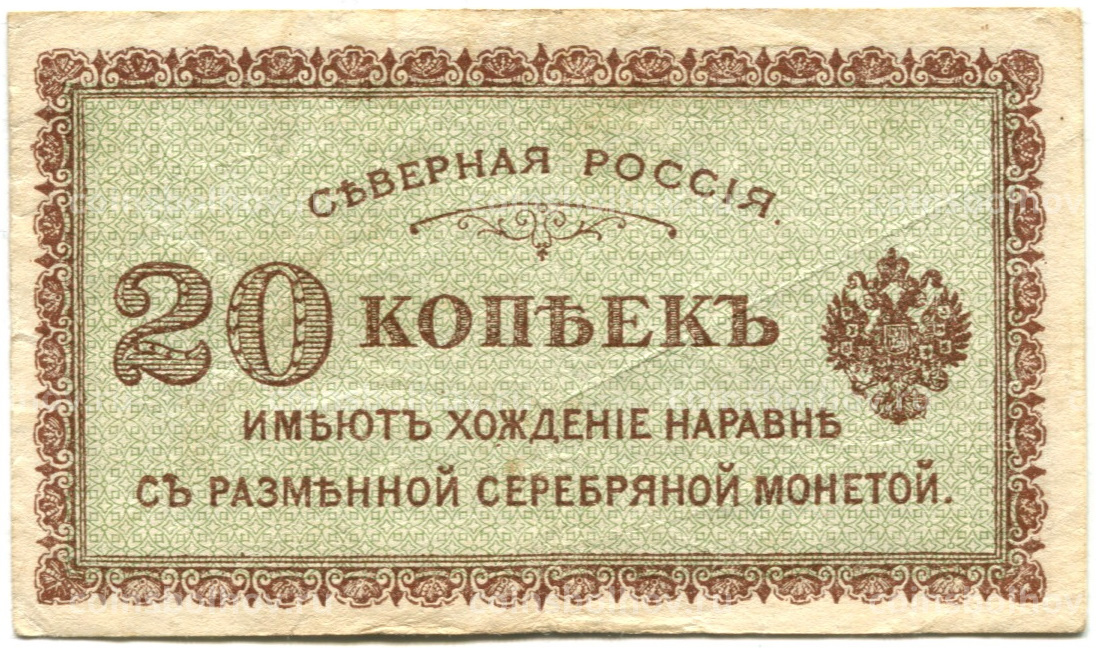 СѢВЕРНАЯ РОССІЯ.
20 КОПѢЕКЪ
ИМѢЮТЪ ХОЖДЕНІЕ НАРАВНѢ
СЪ РАЗМѢННОЙ СЕРЕБРЯНОЙ МОНЕТОЙ.